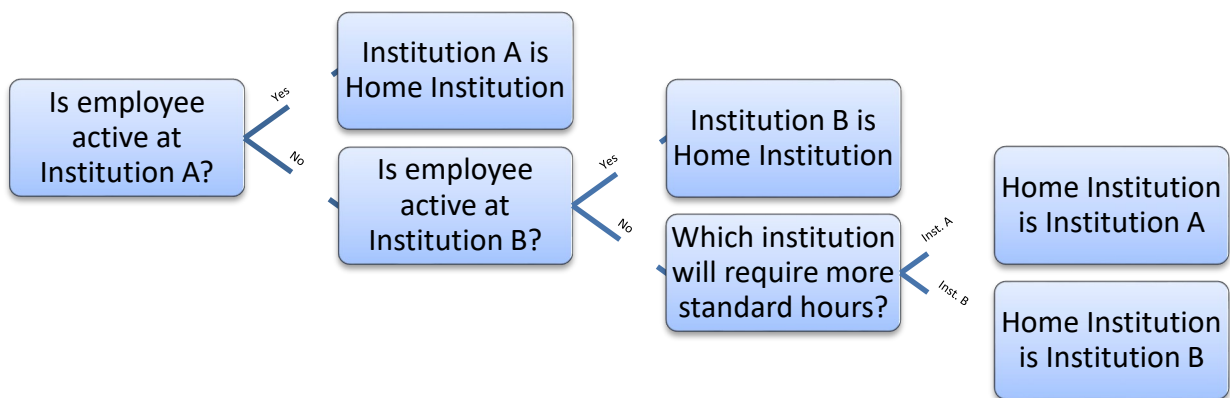 Is employee
active at
Institution A?
Yes
No
Institution A is
Home Institution
Is employee
active at
Institution B?
Yes
No
Institution B is
Home Institution
Which institution
will require more
standard hours?
Inst. A
Inst. B
Home Institution
is Institution A
Home Institution
is Institution B